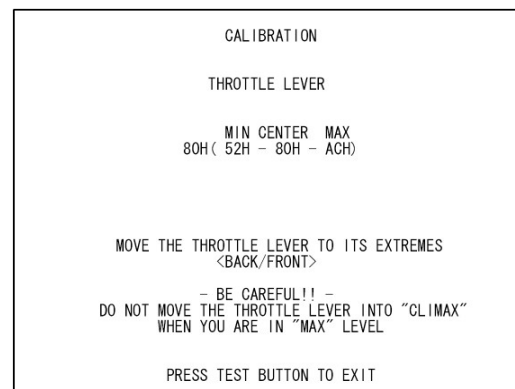 CALIBRATION
THROTTLE LEVER
MIN CENTER MAX
80H( 52H - 80H - ACH)
MOVE THE THROTTLE LEVER TO ITS EXTREMES
<BACK/FRONT>
- BE CAREFUL!! -
DO NOT MOVE THE THROTTLE LEVER INTO "CLIMAX"
WHEN YOU ARE IN "MAX" LEVEL
PRESS TEST BUTTON TO EXIT